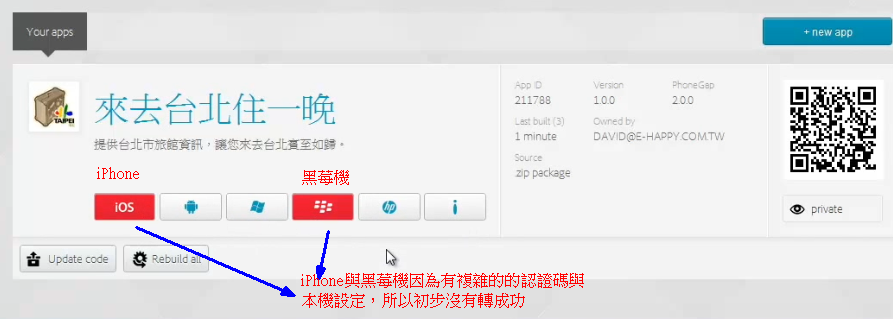 Your apps
+ new app
TAIPEI
來去台北住一晚
提供台北市旅館資訊，讓您來去台北賓至如歸。
App ID
211788
Version
1.0.0
PhoneGap
2.0.0
Last built (3)
1 minute
Owned by
DAVID@E-HAPPY.COM.TW
Source
.zip package
iPhone
黑莓機
iOS
hp
private
Update code
Rebuild all
iPhone與黑莓機因為有複雜的的認證碼與
本機設定，所以初步沒有轉成功